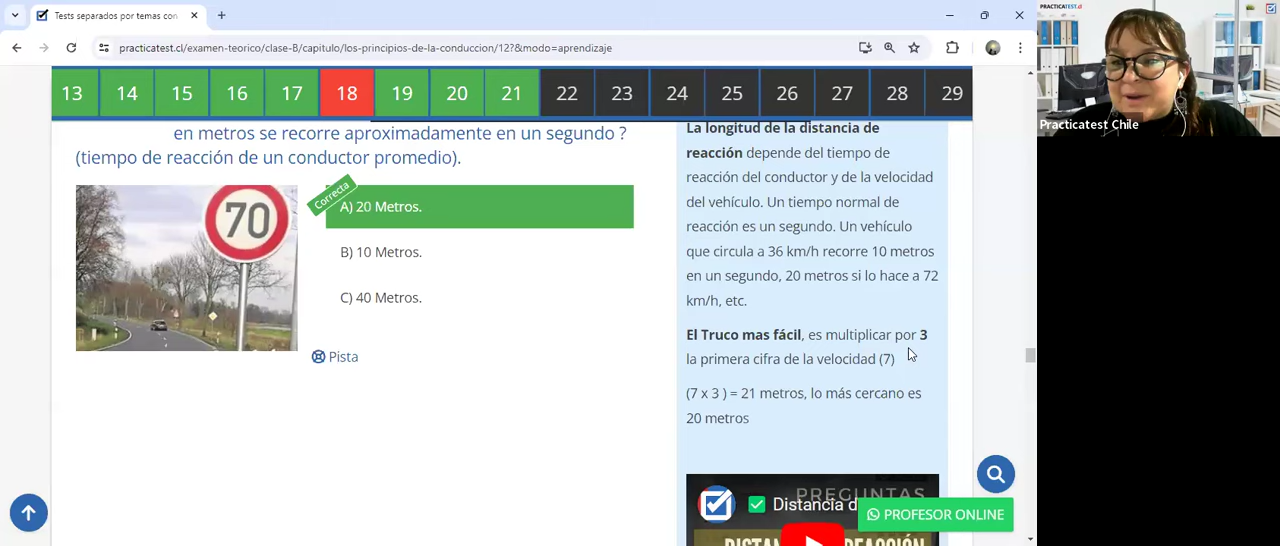 Tests separados por temas con
practicatest.cl/examen-teorico/clase-B/capitulo/los-principios-de-la-conduccion/12?&modo=aprendizaje
PRACTICATEST.cl
Practicatest Chile
13 14 15 16 17 18 19 20 21 22 23 24 25 26 27 28 29
en metros se recorre aproximadamente en un segundo ?
(tiempo de reacción de un conductor promedio).
70
Correcta
A) 20 Metros.
B) 10 Metros.
C) 40 Metros.
Pista
La longitud de la distancia de
reacción depende del tiempo de
reacción del conductor y de la velocidad
del vehículo. Un tiempo normal de
reacción es un segundo. Un vehículo
que circula a 36 km/h recorre 10 metros
en un segundo, 20 metros si lo hace a 72
km/h, etc.
El Truco mas fácil, es multiplicar por 3
la primera cifra de la velocidad (7)
(7 x 3 ) = 21 metros, lo más cercano es
20 metros
PREGUNTAS
Distancia d
PROFESOR ONLINE